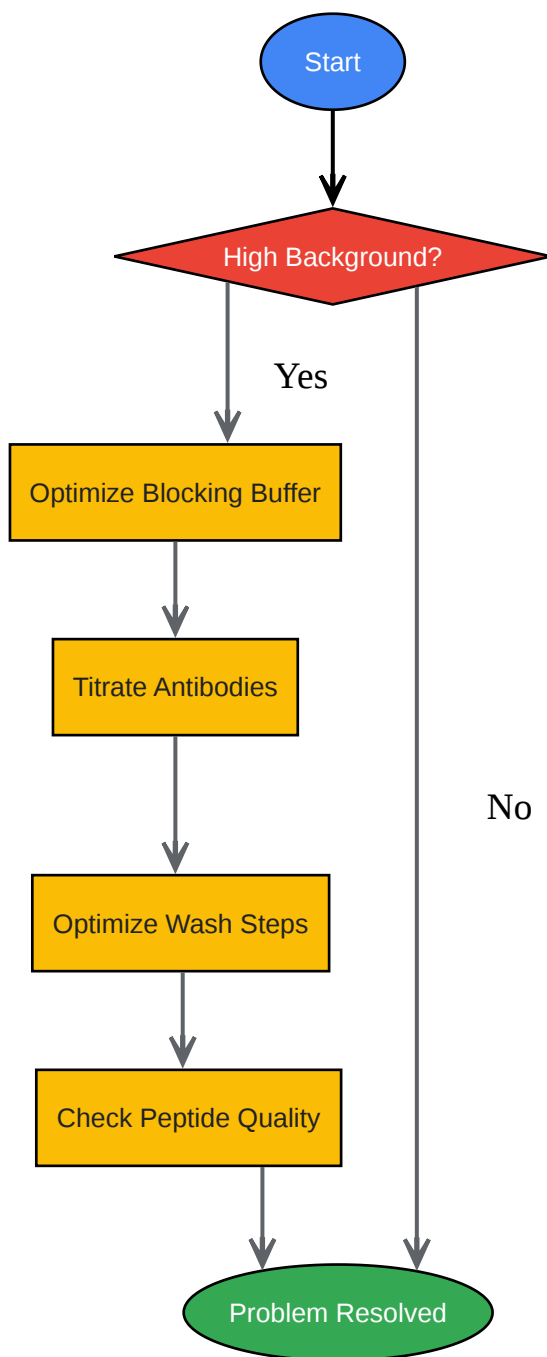 Start
High Background?
Yes
Optimize Blocking Buffer
Titrate Antibodies
No
Optimize Wash Steps
Check Peptide Quality
Problem Resolved